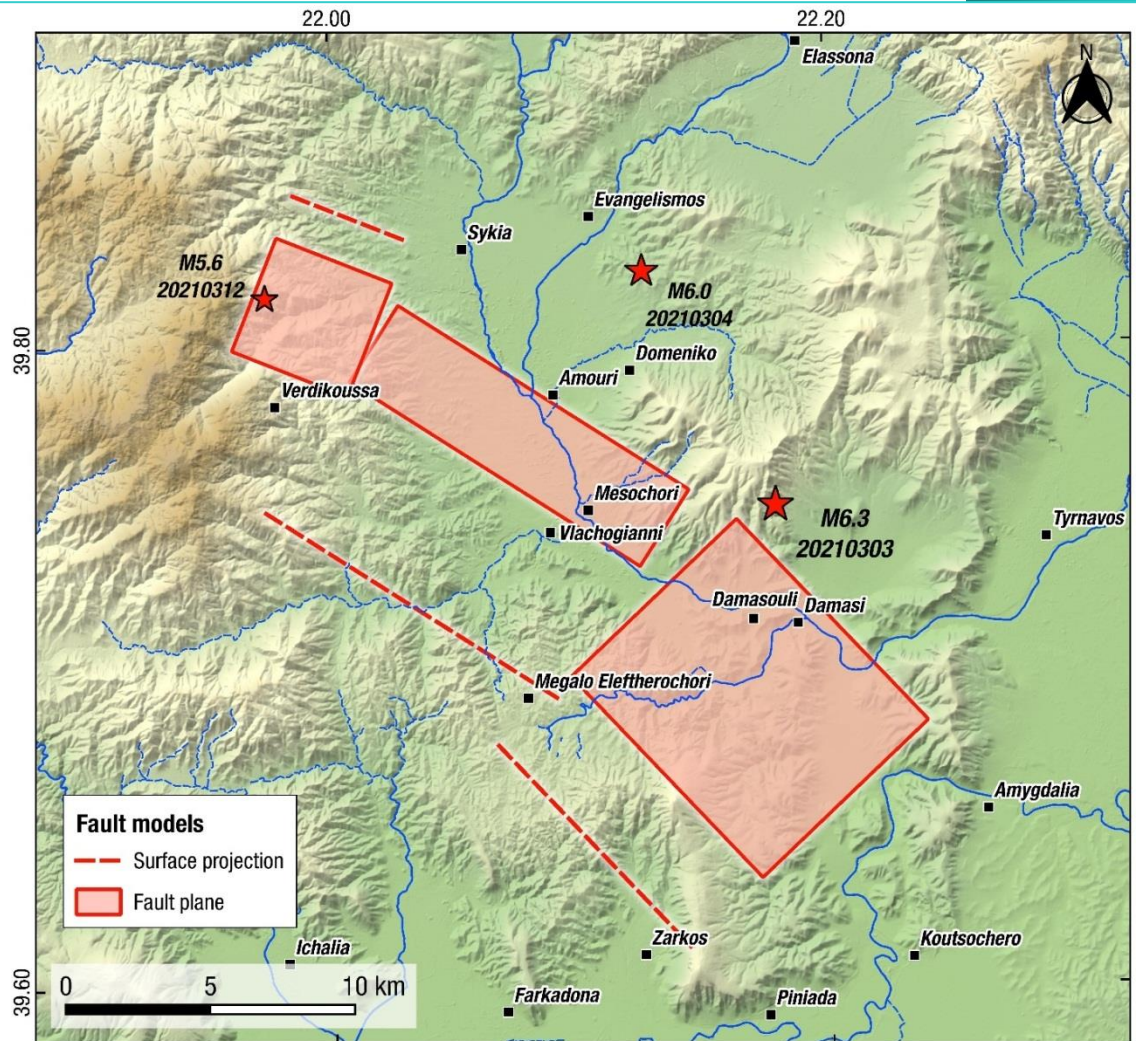 22.00
22.20
Elassona
N
Evangelismos
Sykia
M5.6
20210312
M6.0
20210304
39.80
Domeniko
Amouri
Verdikoussa
Mesochori
M6.3
20210303
Vlachogianni
Tyrnavos
Damasouli
Damasi
Megalo Eleftherochori
Amygdalia
Fault models
Surface projection
Fault plane
Zarkos
Koutsochero
Ichalia
0 5 10 km
39.60
Farkadona
Piniada